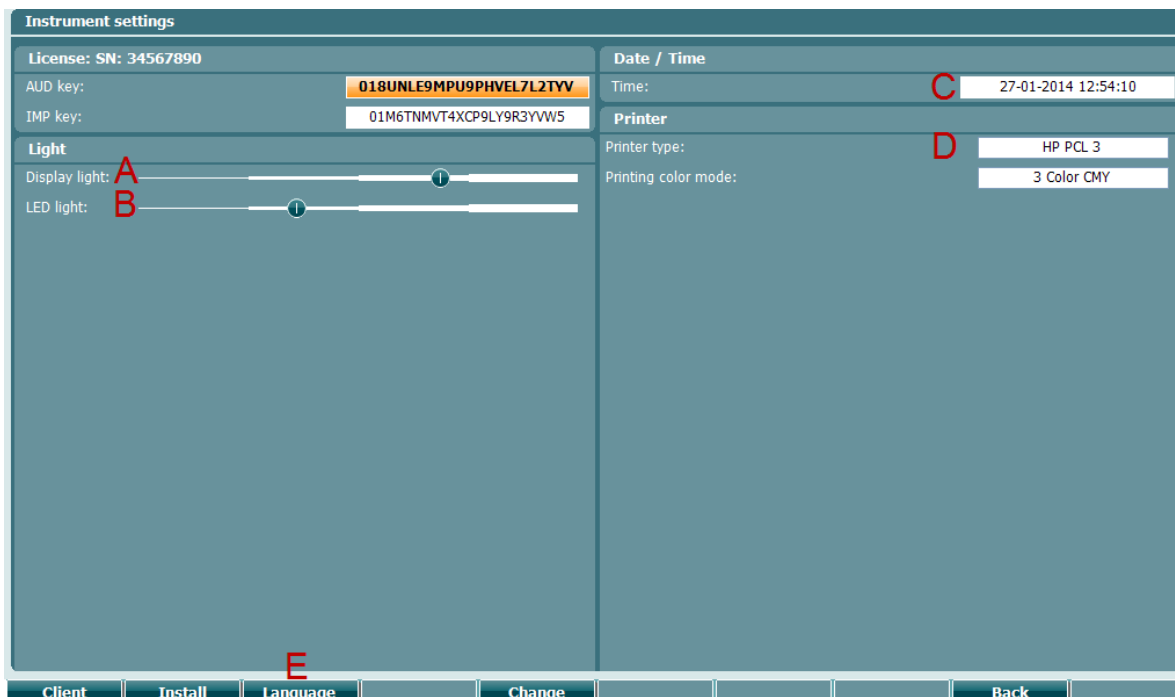 Instrument settings
License: SN: 34567890
AUD key: 018UNLE9MPU9PHVEL7L2TYV
IMP key: 01M6TNMVT4XCP9LY9R3YVW5
Light
Display light: A
LED light: B
Date / Time
Time: C 27-01-2014 12:54:10
Printer
Printer type: D HP PCL 3
Printing color mode: 3 Color CMY
E
Client Install Language Change Back